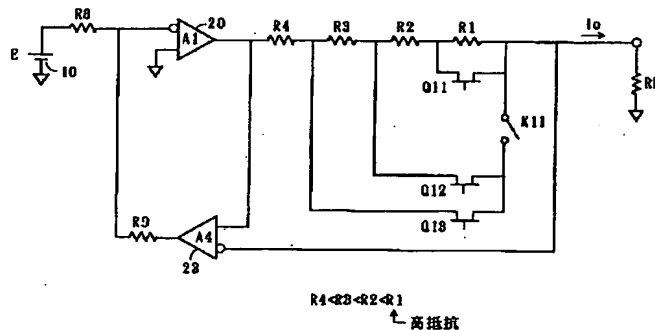 R8
20
A1
R4
R3
R2
R1
Io
E
10
Q11
K11
Q12
Q13
R9
A4
23
R4<R3<R2<R1
高抵抗